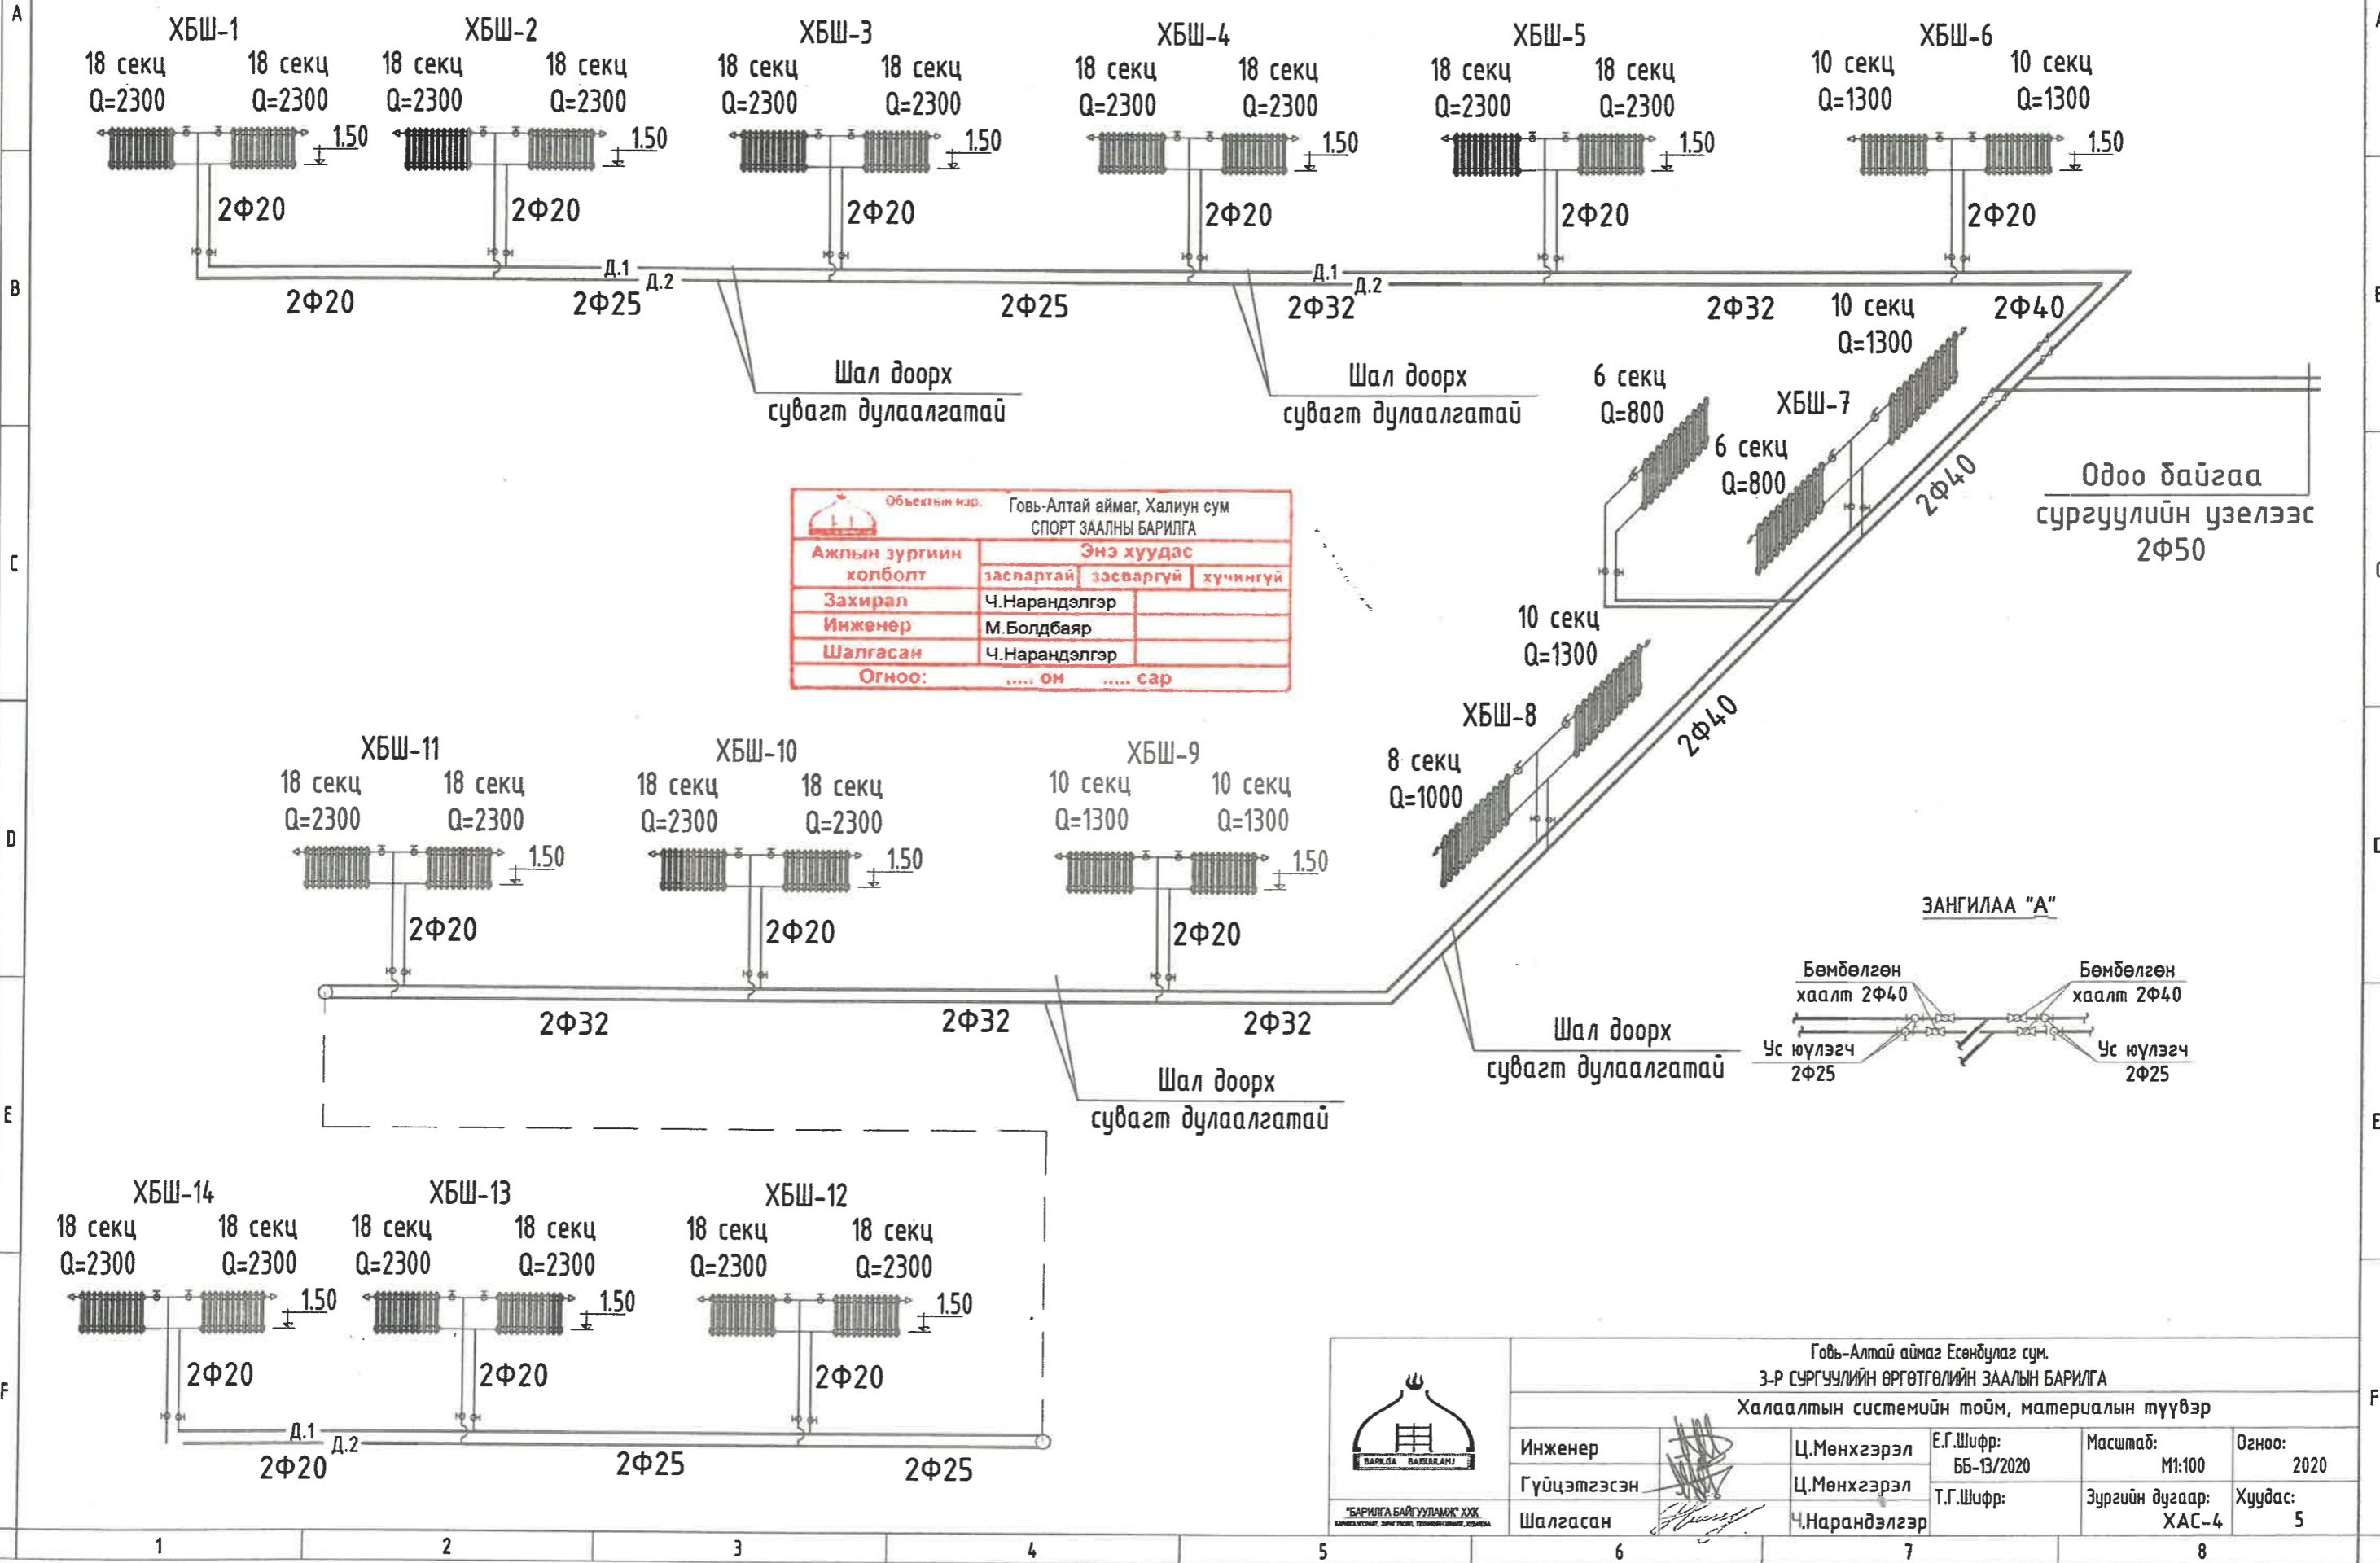 ХБШ-1
18 секц 18 секц
Q=2300 Q=2300
1.50
2Ф20
ХБШ-2
18 секц 18 секц
Q=2300 Q=2300
1.50
2Ф20
ХБШ-3
18 секц 18 секц
Q=2300 Q=2300
1.50
2Ф20
ХБШ-4
18 секц 18 секц
Q=2300 Q=2300
1.50
2Ф20
ХБШ-5
18 секц 18 секц
Q=2300 Q=2300
1.50
2Ф20
ХБШ-6
10 секц 10 секц
Q=1300 Q=1300
1.50
2Ф20
Д.1
Д.2
Д.1
Д.2
2Ф20 2Ф25 2Ф25 2Ф32 2Ф32 2Ф40
Шал доорх
сувагт дулаалгатай
Шал доорх
сувагт дулаалгатай
10 секц
Q=1300
ХБШ-7
6 секц
Q=800
6 секц
Q=800
2Ф40
Одоо байгаа
сургуулийн узелээс
2Ф50
Объектын нэр: Говь-Алтай аймаг, Халиун сум
СПОРТ ЗААЛНЫ БАРИЛГА
Ажлын зургийн холболт
Энэ хуудас
засвартай засваргүй хүчингүй
Захирал Ч.Нарандэлгэр
Инженер М.Болдбаяр
Шалгасан Ч.Нарандэлгэр
Огноо: ..... он ..... сар
10 секц
Q=1300
ХБШ-8
8 секц
Q=1000
2Ф40
ХБШ-11
18 секц 18 секц
Q=2300 Q=2300
1.50
2Ф20
ХБШ-10
18 секц 18 секц
Q=2300 Q=2300
1.50
2Ф20
ХБШ-9
10 секц 10 секц
Q=1300 Q=1300
1.50
2Ф20
2Ф32 2Ф32 2Ф32
Шал доорх
сувагт дулаалгатай
Шал доорх
сувагт дулаалгатай
ЗАНГИЛАА "А"
Бөмбөлгөн
хаалт 2Ф40
Бөмбөлгөн
хаалт 2Ф40
Ус юүлэгч
2Ф25
Ус юүлэгч
2Ф25
ХБШ-14
18 секц 18 секц
Q=2300 Q=2300
1.50
2Ф20
ХБШ-13
18 секц 18 секц
Q=2300 Q=2300
1.50
2Ф20
ХБШ-12
18 секц 18 секц
Q=2300 Q=2300
1.50
2Ф20
Д.1
Д.2
2Ф20 2Ф25 2Ф25
BARILGA BAIGUULAMJ
"БАРИЛГА БАЙГУУЛАМЖ" ХХК
Говь-Алтай аймаг Есөнбулаг сум.
3-Р СУРГУУЛИЙН ӨРГӨТГӨЛИЙН ЗААЛЫН БАРИЛГА
Халаалтын системийн тойм, материалын түүвэр
Инженер Ц.Мөнхгэрэл
Гүйцэтгэсэн Ц.Мөнхгэрэл
Шалгасан Ч.Нарандэлгэр
Е.Г.Шифр:
ББ-13/2020
Т.Г.Шифр:
Масштаб:
М1:100
Зургийн дугаар:
ХАС-4
Огноо:
2020
Хуудас:
5
A
B
C
D
E
F
A
E
F
1 2 3 4 5 6 7 8